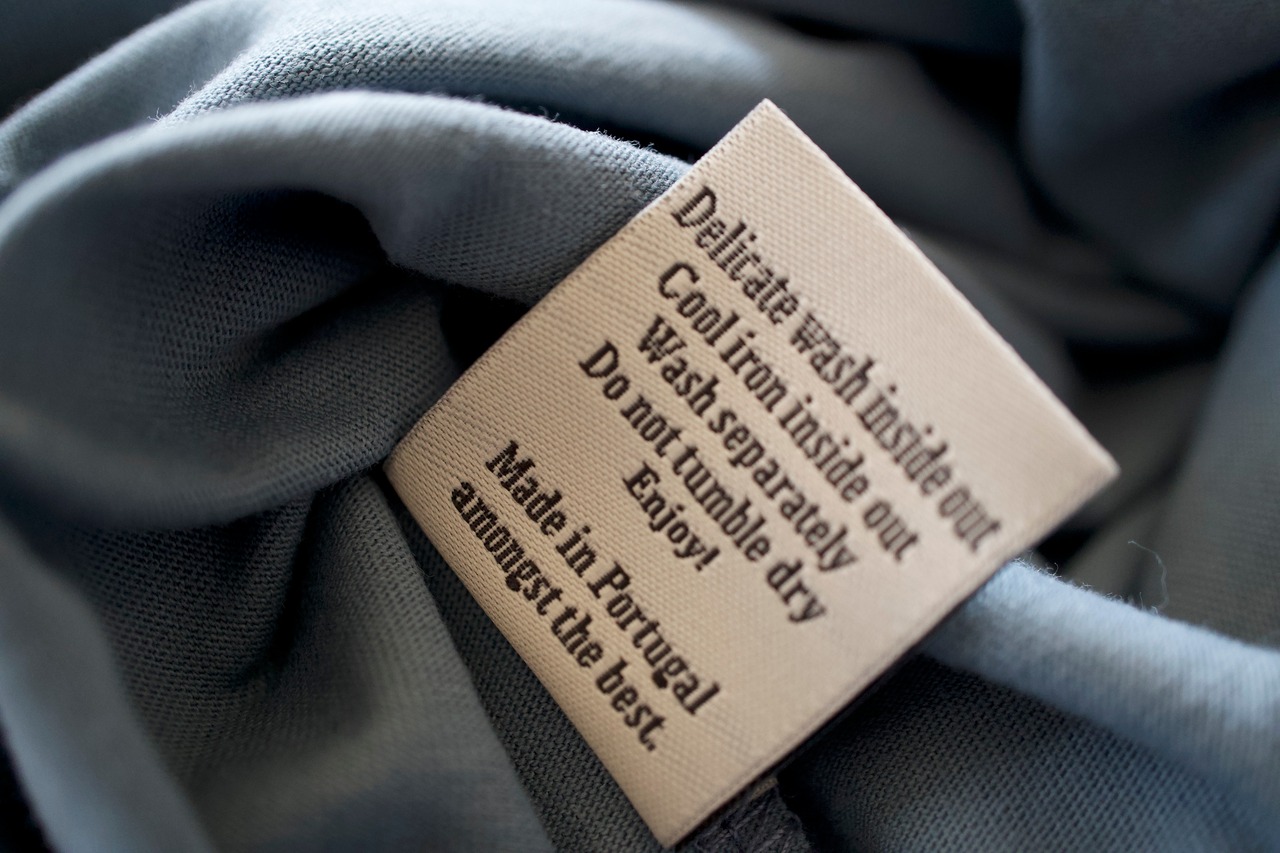 Delicate wash inside out
Cool iron inside out
Wash separately
Do not tumble dry
Enjoy!
Made in Portugal
amongst the best.